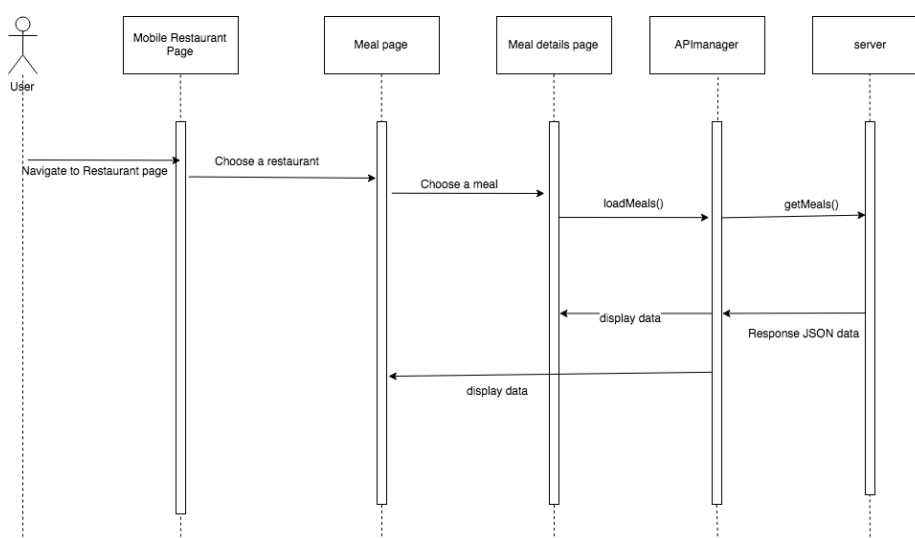 Mobile Restaurant
Page
Meal page
Meal details page
APImanager
server
User
Navigate to Restaurant page
Choose a restaurant
Choose a meal
loadMeals()
getMeals()
display data
Response JSON data
display data